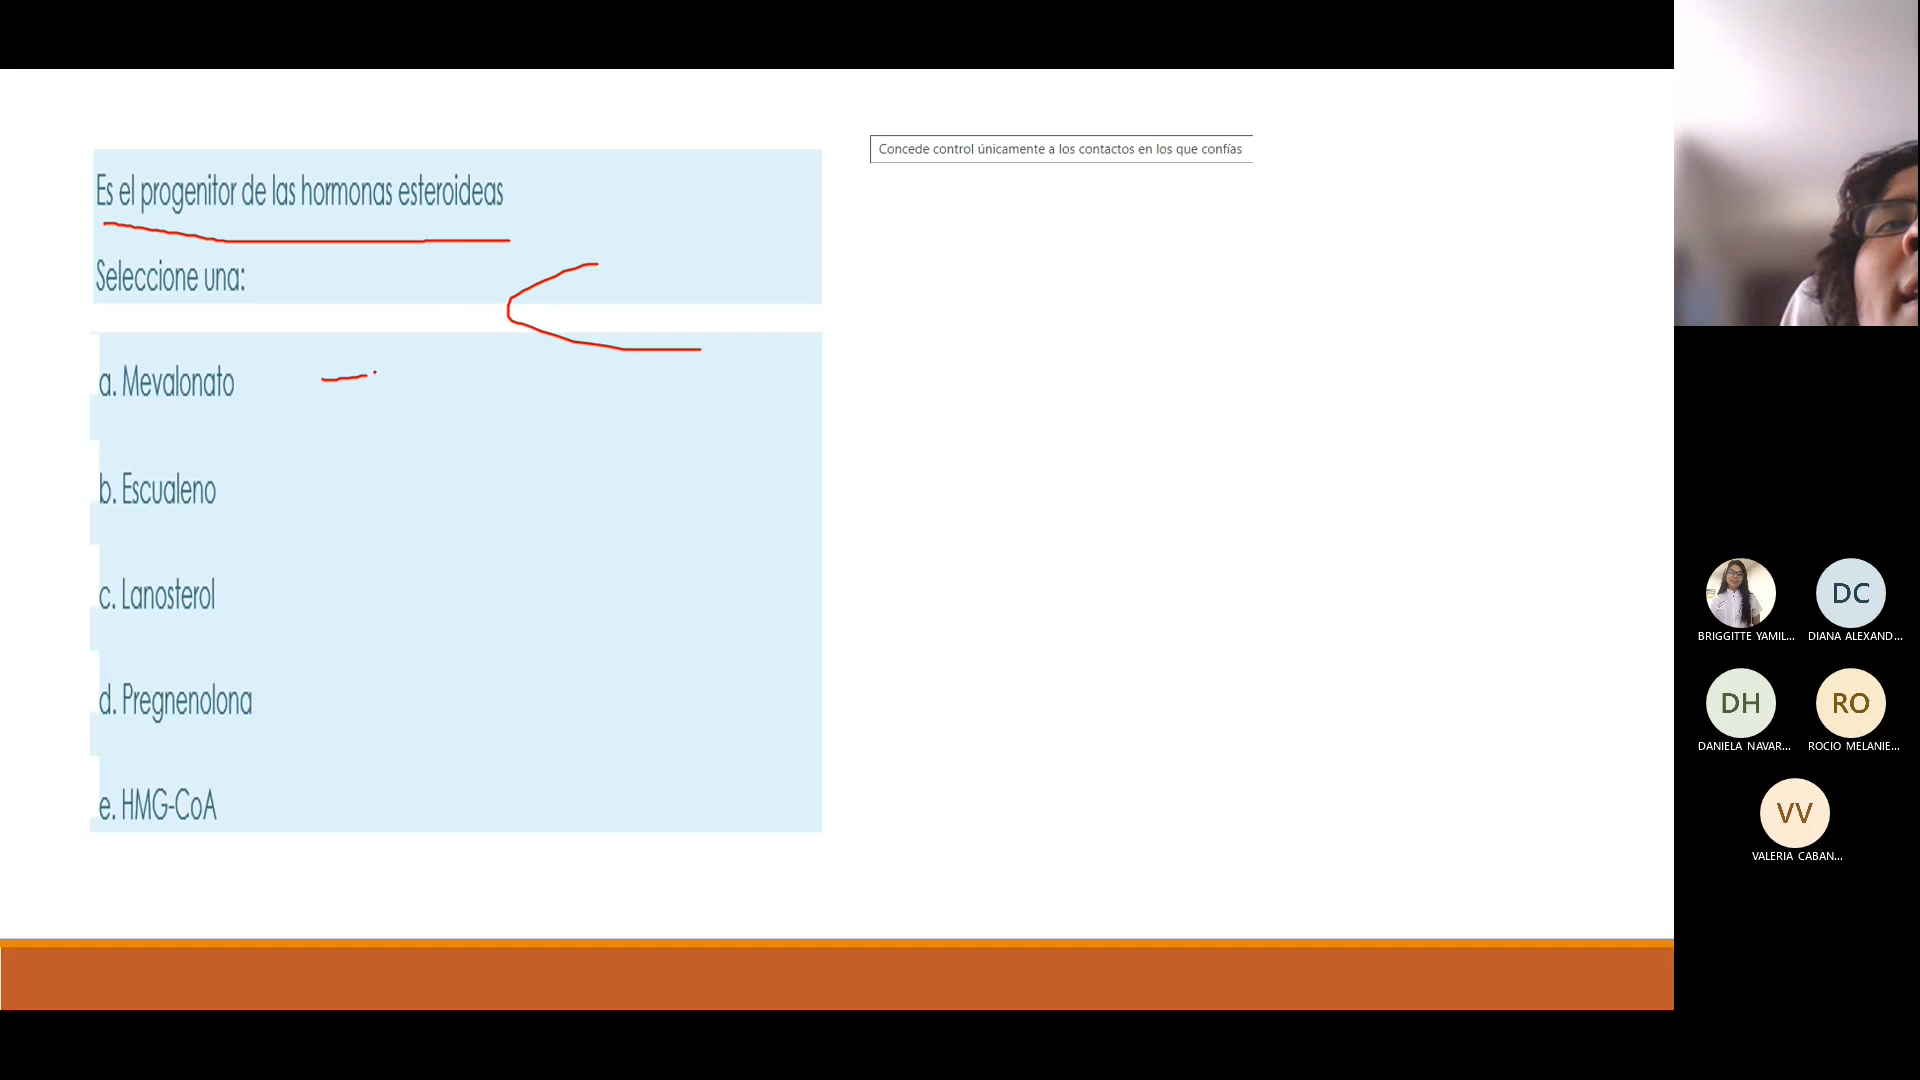 Concede control únicamente a los contactos en los que confías
Es el progenitor de las hormonas esteroideas
Seleccione una:
a. Mevalonato
b. Escualeno
c. Lanosterol
d. Pregnenolona
e. HMG-CoA
DC
BRIGGITTE YAMIL...
DIANA ALEXAND...
DH
RO
DANIELA NAVAR...
ROCIO MELANIE...
VV
VALERIA CABAN...